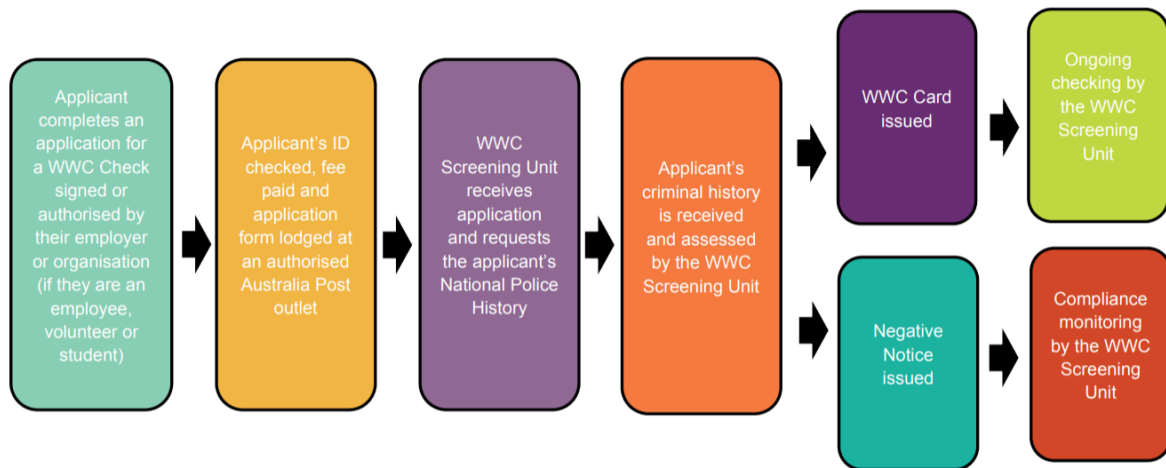 Applicant
completes an
application for
a WWC Check
signed or
authorised by
their employer
or organisation
(if they are an
employee,
volunteer or
student)
Applicant’s ID
checked, fee
paid and
application
form lodged at
an authorised
Australia Post
outlet
WWC
Screening Unit
receives
application
and requests
the applicant’s
National Police
History
Applicant’s
criminal history
is received
and assessed
by the WWC
Screening Unit
WWC Card
issued
Ongoing
checking by
the WWC
Screening
Unit
Negative
Notice
issued
Compliance
monitoring
by the WWC
Screening
Unit